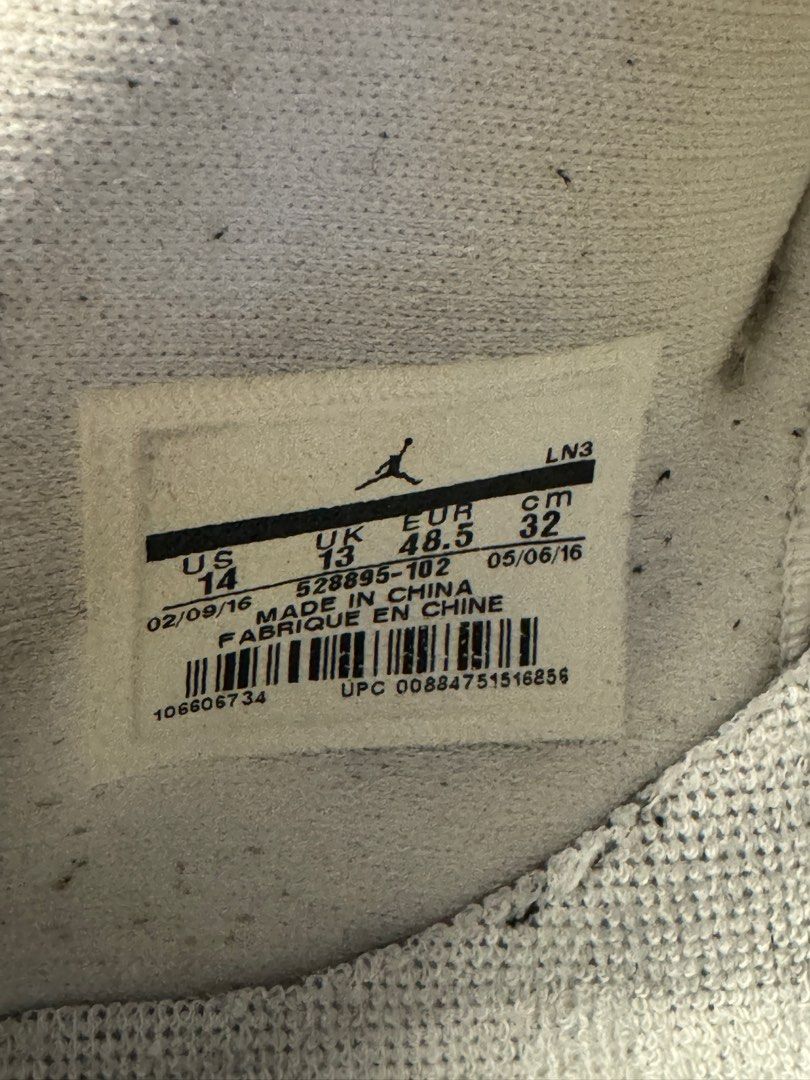 LN3
US UK EUR cm
14 13 48.5 32
02/09/16 528895-102 05/06/16
MADE IN CHINA
FABRIQUE EN CHINE
106606734 UPC 00884751516856